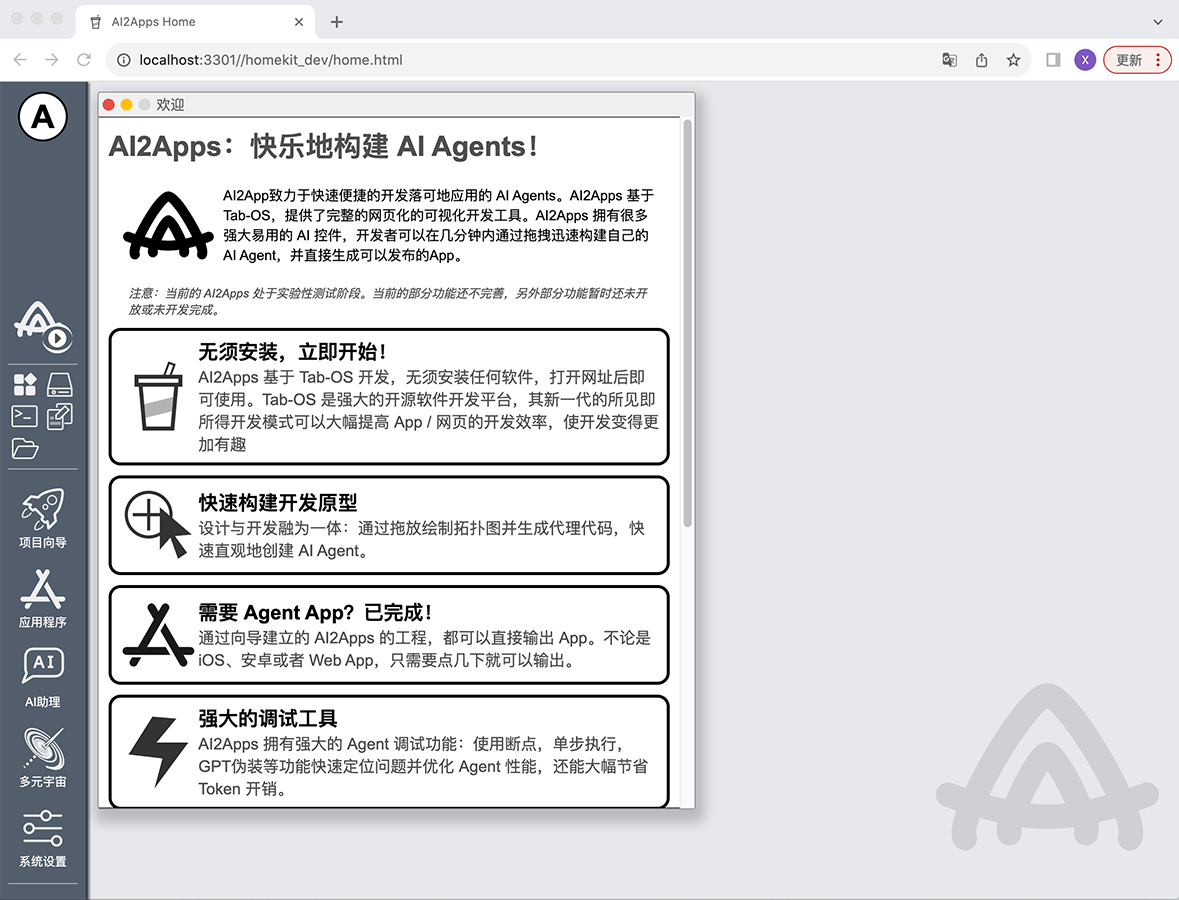 AI2Apps Home
localhost:3301//homekit_dev/home.html
X
更新
A
欢迎
AI2Apps：快乐地构建 AI Agents！
AI2App致力于快速便捷的开发落可地应用的 AI Agents。AI2Apps 基于
Tab-OS，提供了完整的网页化的可视化开发工具。AI2Apps 拥有很多
强大易用的 AI 控件，开发者可以在几分钟内通过拖拽迅速构建自己的
AI Agent，并直接生成可以发布的App。
注意：当前的 AI2Apps 处于实验性测试阶段。当前的部分功能还不完善，另外部分功能暂时还未开
放或未开发完成。
无须安装，立即开始！
AI2Apps 基于 Tab-OS 开发，无须安装任何软件，打开网址后即
可使用。Tab-OS 是强大的开源软件开发平台，其新一代的所见即
所得开发模式可以大幅提高 App / 网页的开发效率，使开发变得更
加有趣
快速构建开发原型
设计与开发融为一体：通过拖放绘制拓扑图并生成代理代码，快
速直观地创建 AI Agent。
需要 Agent App？已完成！
通过向导建立的 AI2Apps 的工程，都可以直接输出 App。不论是
iOS、安卓或者 Web App，只需要点几下就可以输出。
强大的调试工具
AI2Apps 拥有强大的 Agent 调试功能：使用断点，单步执行，
GPT伪装等功能快速定位问题并优化 Agent 性能，还能大幅节省
Token 开销。
项目向导
应用程序
AI
AI助理
多元宇宙
系统设置